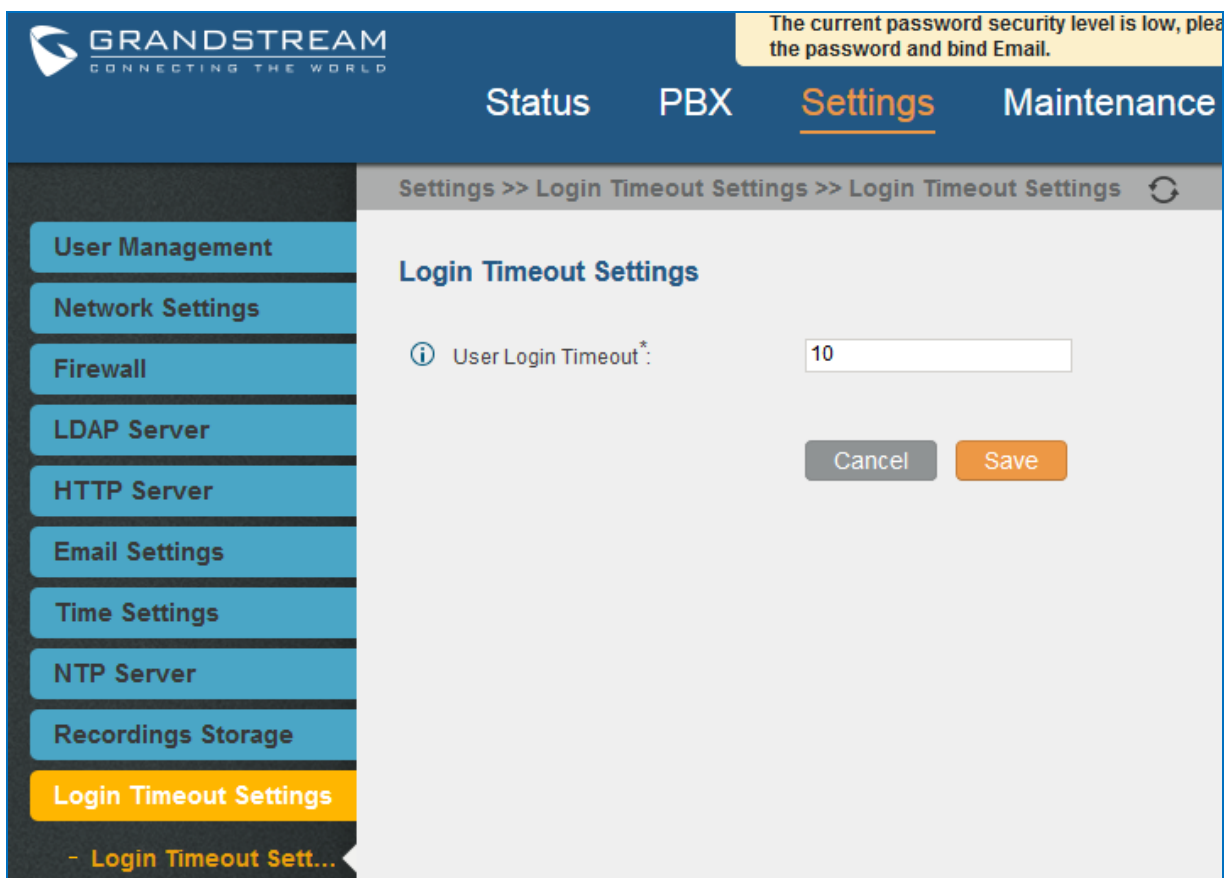 GRANDSTREAM
CONNECTING THE WORLD
The current password security level is low, plea
the password and bind Email.
Status PBX Settings Maintenance
Settings >> Login Timeout Settings >> Login Timeout Settings
User Management
Network Settings
Firewall
LDAP Server
HTTP Server
Email Settings
Time Settings
NTP Server
Recordings Storage
Login Timeout Settings
- Login Timeout Sett...
Login Timeout Settings
User Login Timeout*: 10
Cancel Save